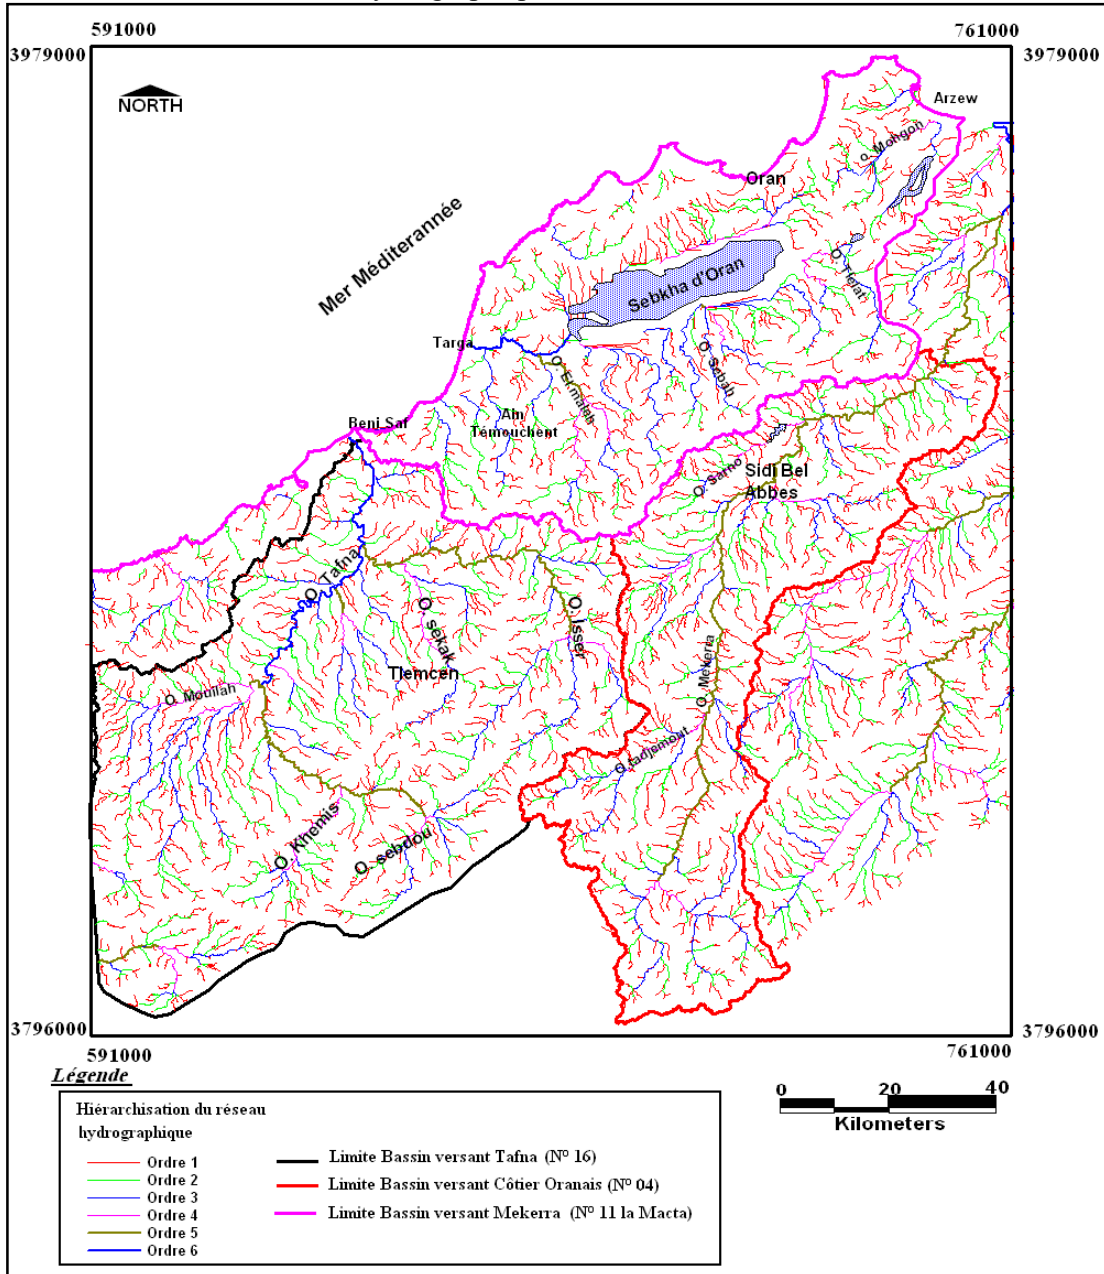 591000
761000
3979000
3979000
NORTH
Arzew
o. Mongon
Oran
Mer Méditerannée
Sebkha d'Oran
O. Tlelat
Targa
O. Sebah
Ain
Témouchent
Beni Saf
O. Sarno
Sidi Bel
Abbes
O. Tafna
O. sekak
O. Isser
Tlemcen
O. Mouilah
O. Mekerra
O. tadjemout
O. Khemis
O. sebdou
3796000
3796000
591000
761000
Légende
0 20 40
Kilometers
Hiérarchisation du réseau
hydrographique
Ordre 1
Ordre 2
Ordre 3
Ordre 4
Ordre 5
Ordre 6
Limite Bassin versant Tafna (N° 16)
Limite Bassin versant Côtier Oranais (N° 04)
Limite Bassin versant Mekerra (N° 11 la Macta)